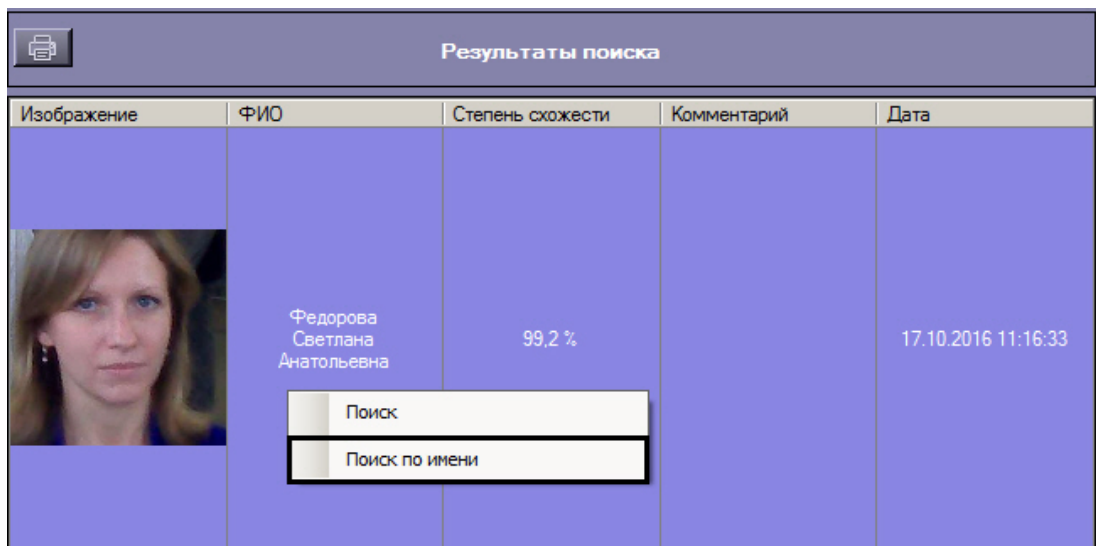 Результаты поиска
Изображение ФИО Степень схожести Комментарий Дата
Федорова
Светлана
Анатольевна
99,2 %
17.10.2016 11:16:33
Поиск
Поиск по имени